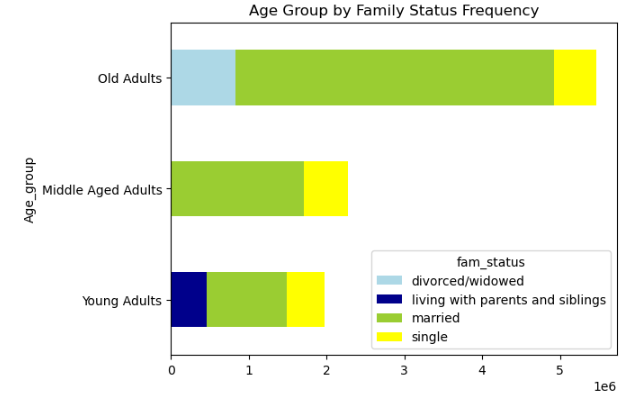 Age Group by Family Status Frequency
Age_group
Old Adults
Middle Aged Adults
Young Adults
fam_status
divorced/widowed
living with parents and siblings
married
single
0 1 2 3 4 5
1e6